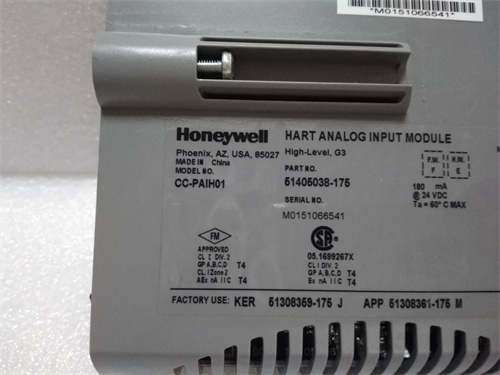 *M0151066541*
Honeywell HART ANALOG INPUT MODULE
Phoenix, AZ, USA, 85027 High-Level, G3
MADE IN China
MODEL NO. PART NO.
CC-PAIH01 51405038-175
F.W. H.W.
F E
SERIAL NO. 180 mA
M0151066541 @ 24 VDC
Ta = 60° C MAX
FM
APPROVED
CL I DIV. 2
GP A,B,C,D T4
CL.I Zone 2
AEx nA II C T4
05.1699267X
CL I DIV. 2
GP A,B,C,D T4
Ex nA II C T4
FACTORY USE: KER 51308359-175 J APP 51308361-175 M